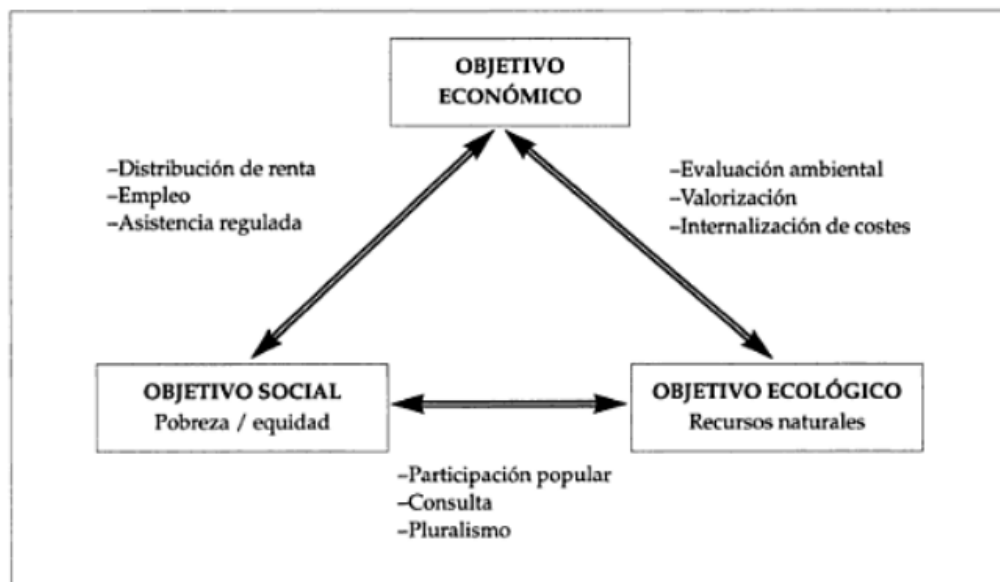 OBJETIVO
ECONÓMICO
–Distribución de renta
–Empleo
–Asistencia regulada
–Evaluación ambiental
–Valorización
–Internalización de costes
OBJETIVO SOCIAL
Pobreza / equidad
OBJETIVO ECOLÓGICO
Recursos naturales
–Participación popular
–Consulta
–Pluralismo